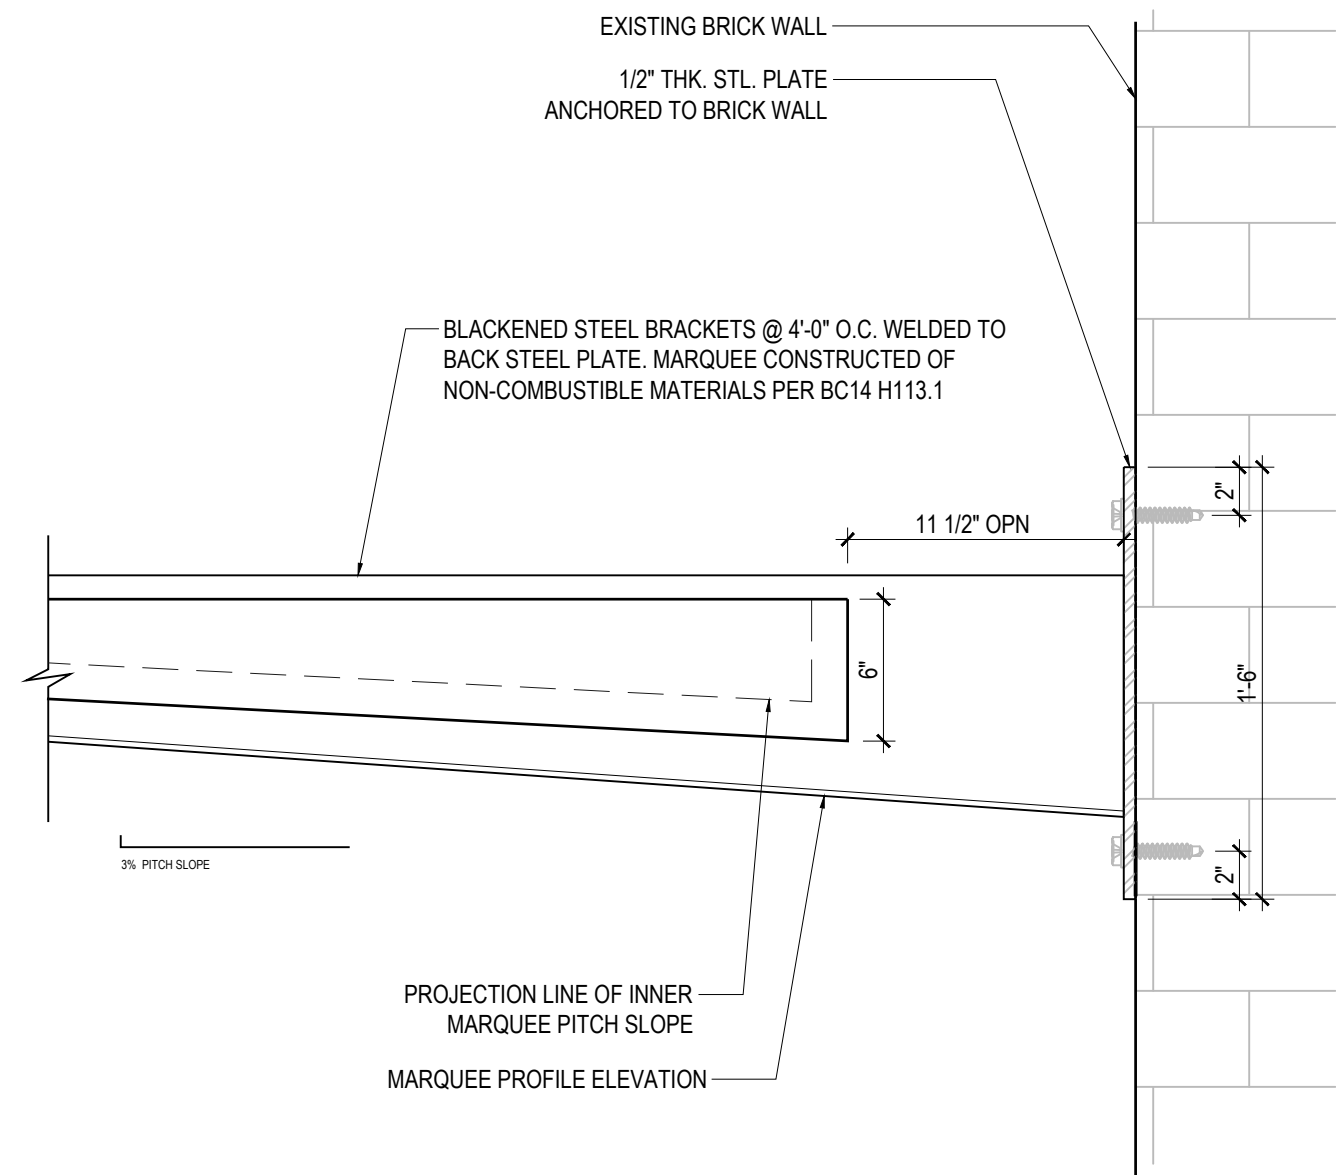 EXISTING BRICK WALL
1/2" THK. STL. PLATE
ANCHORED TO BRICK WALL
BLACKENED STEEL BRACKETS @ 4'-0" O.C. WELDED TO
BACK STEEL PLATE. MARQUEE CONSTRUCTED OF
NON-COMBUSTIBLE MATERIALS PER BC14 H113.1
2"
11 1/2" OPN
6"
1'-6"
3% PITCH SLOPE
2"
PROJECTION LINE OF INNER
MARQUEE PITCH SLOPE
MARQUEE PROFILE ELEVATION